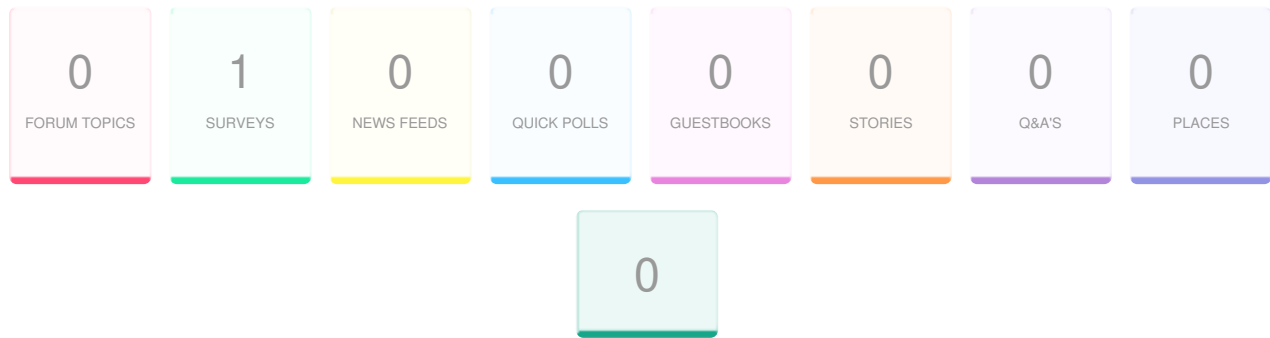 0 1 0 0 0 0 0 0
FORUM TOPICS SURVEYS NEWS FEEDS QUICK POLLS GUESTBOOKS STORIES Q&A'S PLACES
0